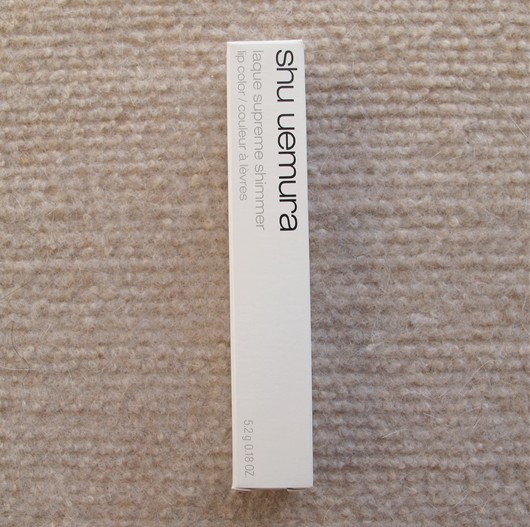 shu uemura
laque supreme shimmer
lip color / couleur à lèvres
5.2 g 0.18 OZ.